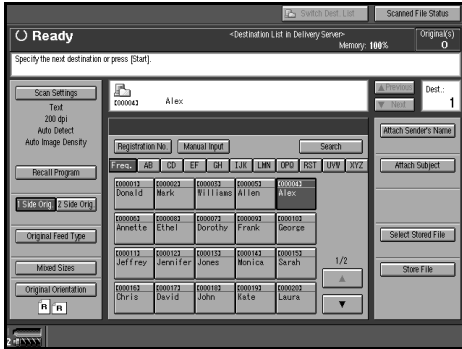 Switch Dest. List
Scanned File Status
Ready
<Destination List in Delivery Server>
Memory: 100%
Original(s)
0
Specify the next destination or press [Start].
Scan Settings
Text
200 dpi
Auto Detect
Auto Image Density
Recall Program
1 Side Orig.
2 Side Orig.
Original Feed Type
Mixed Sizes
Original Orientation
R R
[00004]
Alex
▲ Previous
▼ Next
Dest.:
1
Registration No.
Manual Input
Search
Freq. AB CD EF GH IJK LMN OPQ RST UVW XYZ
[00001] [00002] [00003] [00005] [00004]
Donald Mark Williams Allen Alex
[00006] [00008] [00007] [00009] [00010]
Annette Ethel Dorothy Frank George
[00011] [00012] [00013] [00014] [00015]
Jeffrey Jennifer Jones Monica Sarah
[00016] [00017] [00018] [00019] [00020]
Chris David John Kate Laura
1/2
▲
▼
Attach Sender's Name
Attach Subject
Select Stored File
Store File
2